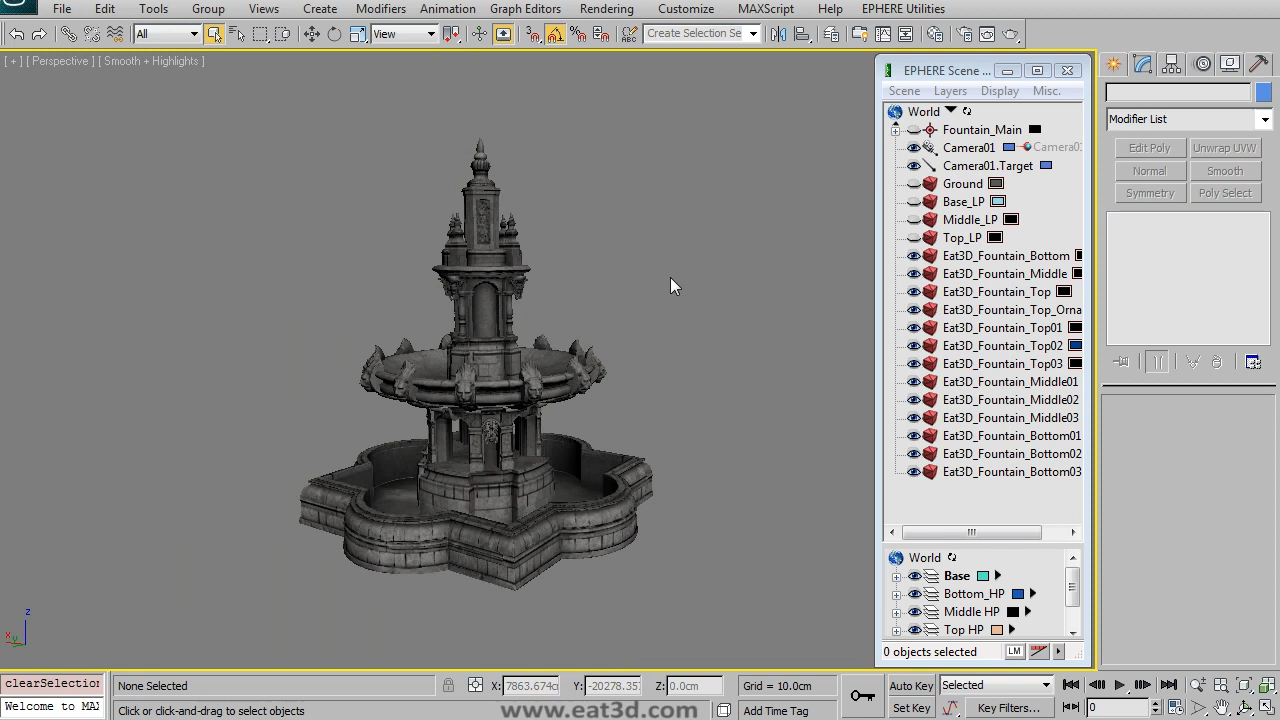 File Edit Tools Group Views Create Modifiers Animation Graph Editors Rendering Customize MAXScript Help EPHERE Utilities
All View Create Selection Se
[ + ] [ Perspective ] [ Smooth + Highlights ]
EPHERE Scene ...
Scene Layers Display Misc.
World
Fountain_Main
Camera01 Camera0
Camera01.Target
Ground
Base_LP
Middle_LP
Top_LP
Eat3D_Fountain_Bottom
Eat3D_Fountain_Middle
Eat3D_Fountain_Top
Eat3D_Fountain_Top_Orna
Eat3D_Fountain_Top01
Eat3D_Fountain_Top02
Eat3D_Fountain_Top03
Eat3D_Fountain_Middle01
Eat3D_Fountain_Middle02
Eat3D_Fountain_Middle03
Eat3D_Fountain_Bottom01
Eat3D_Fountain_Bottom02
Eat3D_Fountain_Bottom03
World
Base
Bottom_HP
Middle HP
Top HP
0 objects selected LM
Modifier List
Edit Poly Unwrap UVW
Normal Smooth
Symmetry Poly Select
z
x y
clearSelection None Selected X: 7863.674c Y: -20278.35 Z: 0.0cm Grid = 10.0cm Auto Key Selected
Welcome to MA Click or click-and-drag to select objects www.eat3d.com Add Time Tag Set Key Key Filters... 0